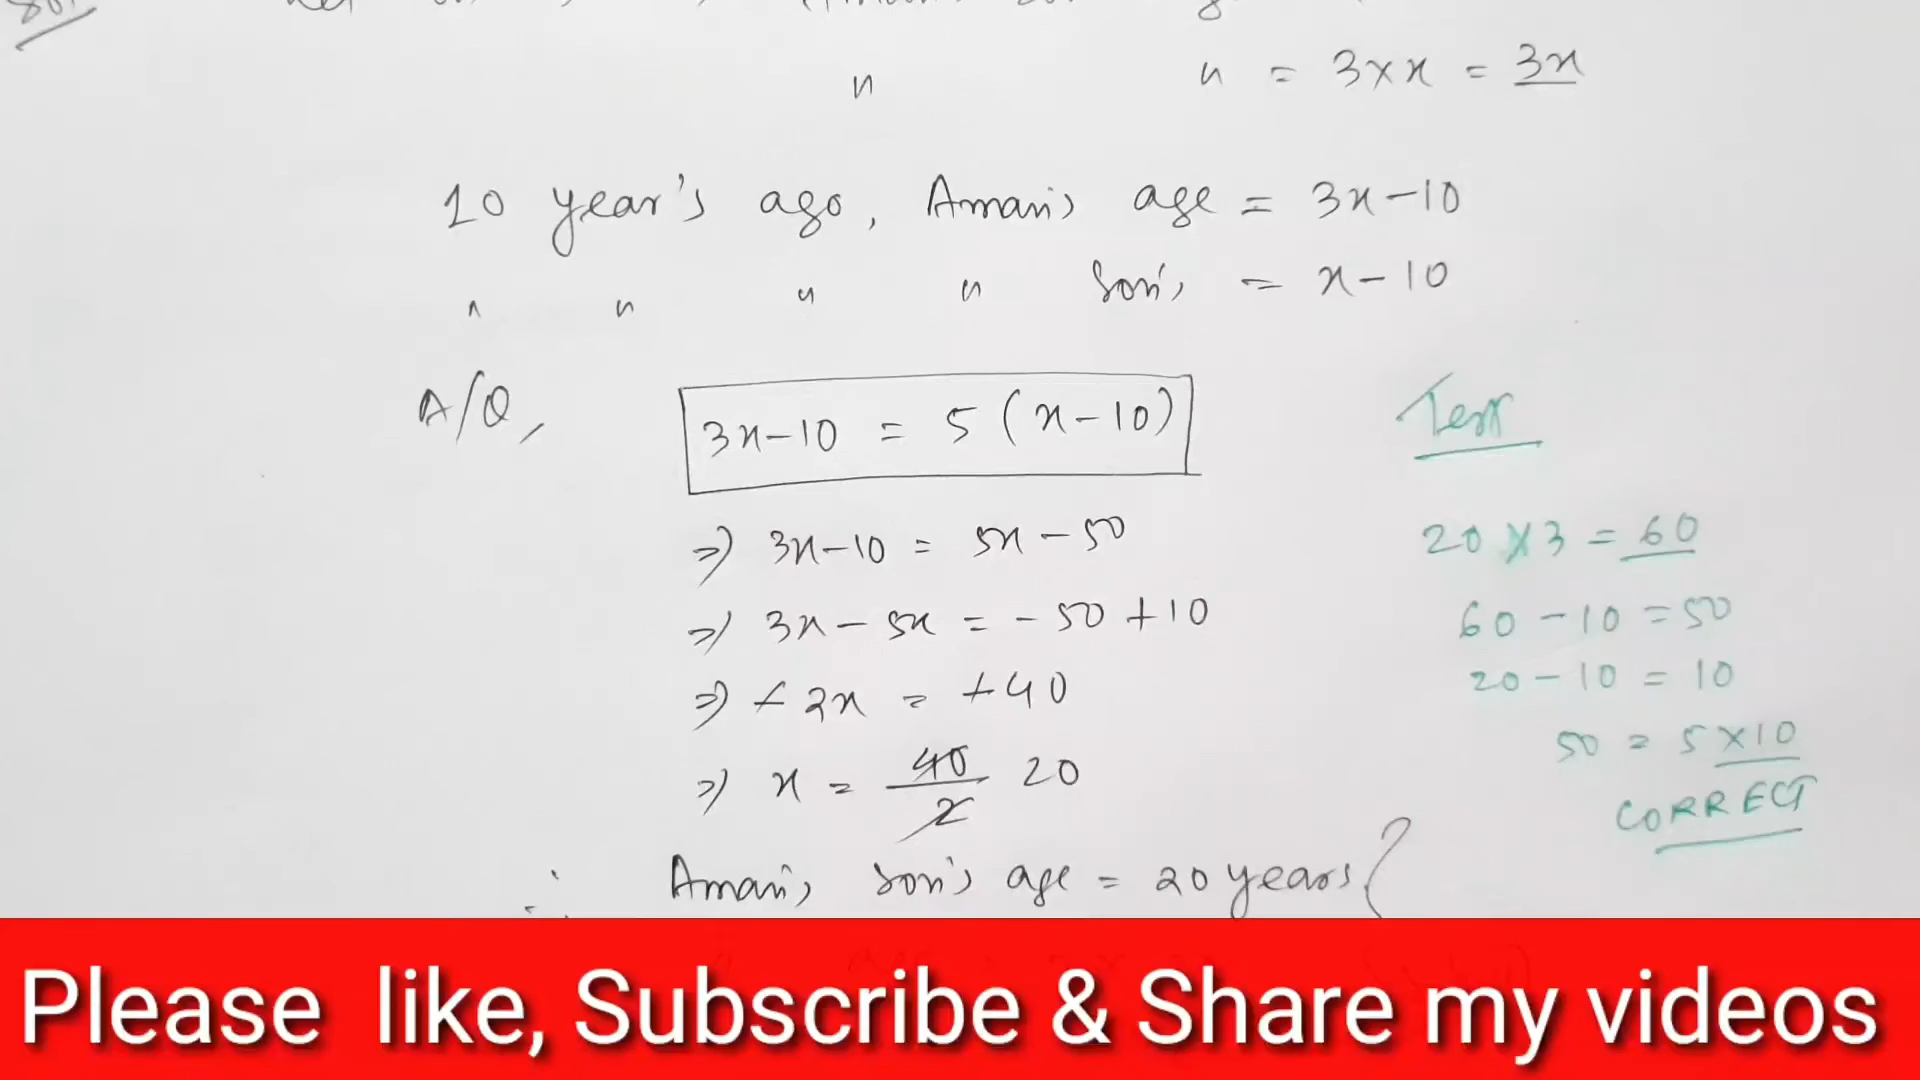 Sol.
" " = 3×x = 3x
10 year's ago, Aman's age = 3x-10
" " " " Son's = x-10
A/Q,
3x-10 = 5(x-10)
⇒ 3x-10 = 5x-50
⇒ 3x-5x = -50+10
⇒ -2x = -40
⇒ x = 40/2 20
∴ Aman's son's age = 20 years
Test
20×3 = 60
60-10 = 50
20-10 = 10
50 = 5×10
CORRECT
Please like, Subscribe & Share my videos